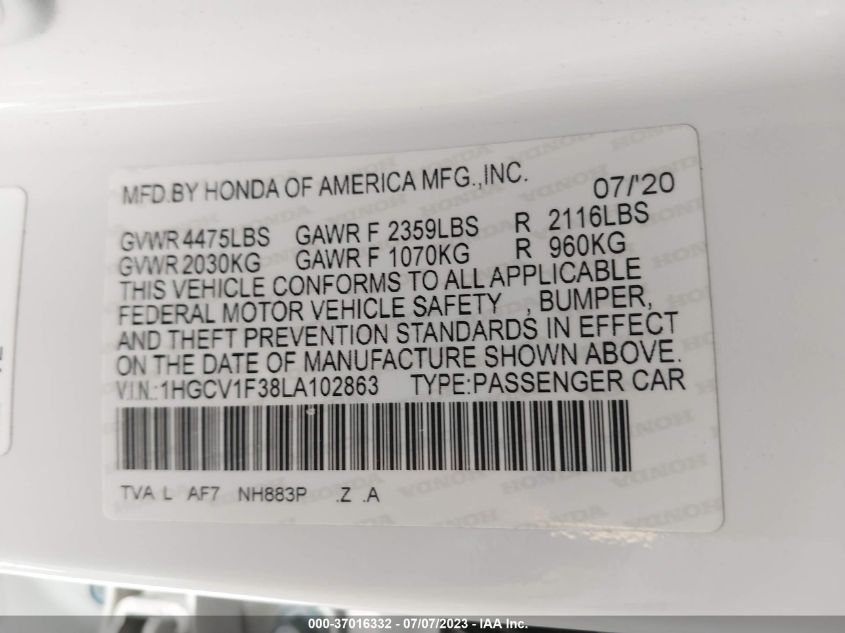 MFD.BY HONDA OF AMERICA MFG.,INC. 07/'20
GVWR 4475LBS GAWR F 2359LBS R 2116LBS
GVWR 2030KG GAWR F 1070KG R 960KG
THIS VEHICLE CONFORMS TO ALL APPLICABLE
FEDERAL MOTOR VEHICLE SAFETY , BUMPER,
AND THEFT PREVENTION STANDARDS IN EFFECT
ON THE DATE OF MANUFACTURE SHOWN ABOVE.
V.I.N.:1HGCV1F38LA102863 TYPE:PASSENGER CAR
TVA L AF7 NH883P .Z .A
000-37016332 - 07/07/2023 - IAA Inc.